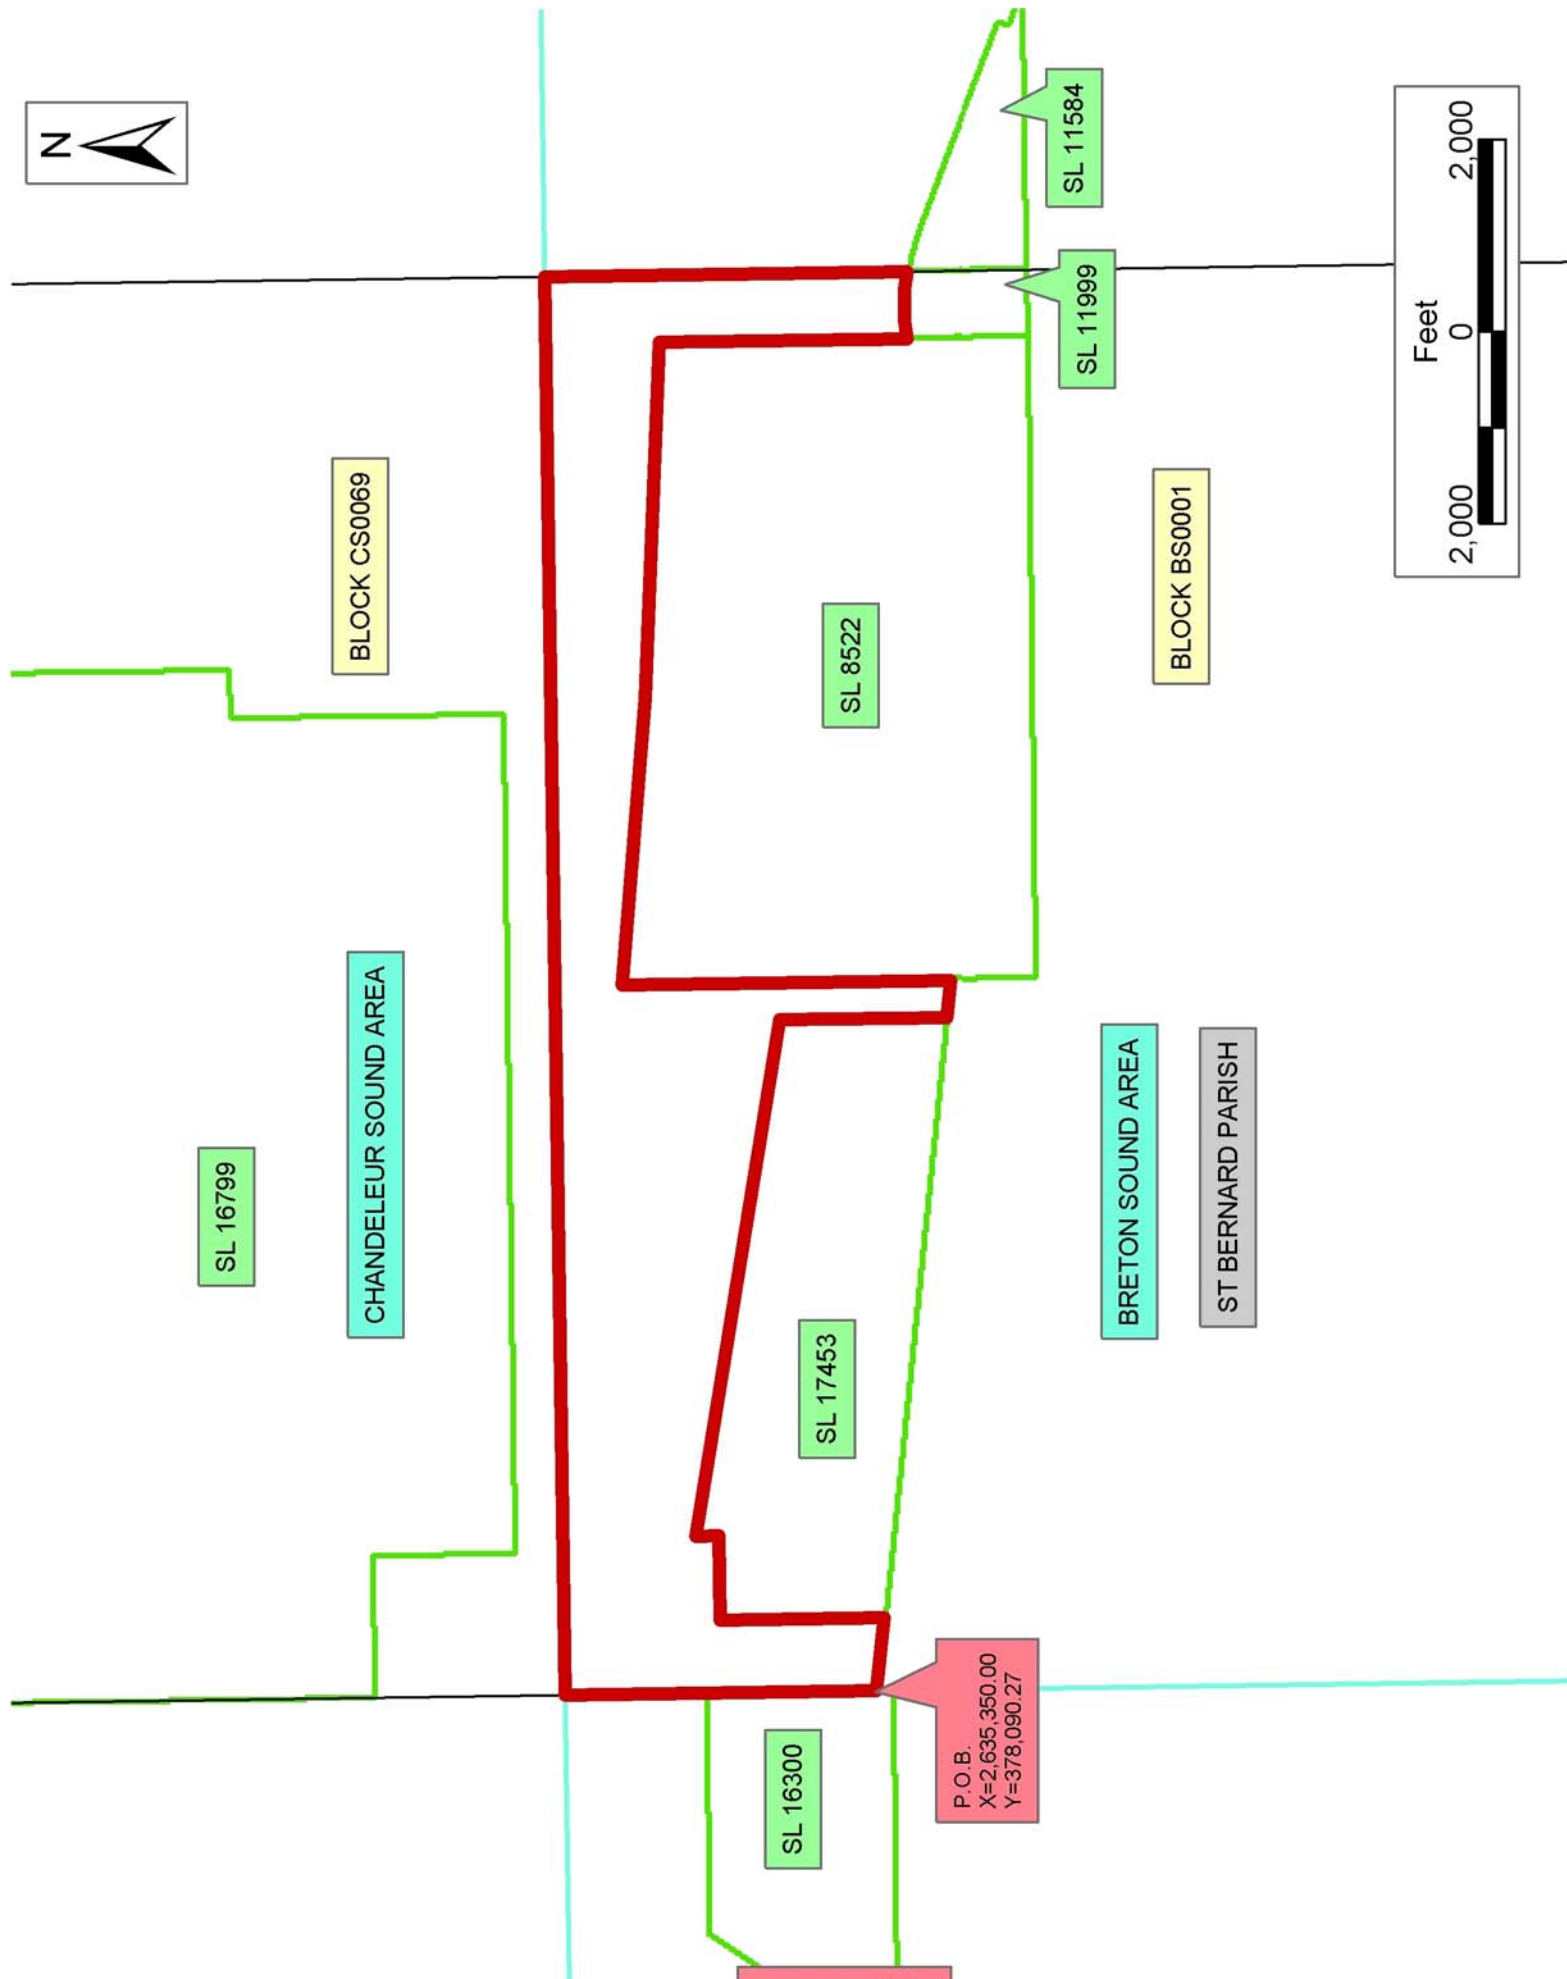 N
SL 16799
CHANDELEUR SOUND AREA
BLOCK CS0069
SL 16300
SL 17453
SL 8522
P.O.B.
X=2,635,350.00
Y=378,090.27
SL 11999
SL 11584
BRETON SOUND AREA
BLOCK BS0001
ST BERNARD PARISH
Feet
2,000 0 2,000